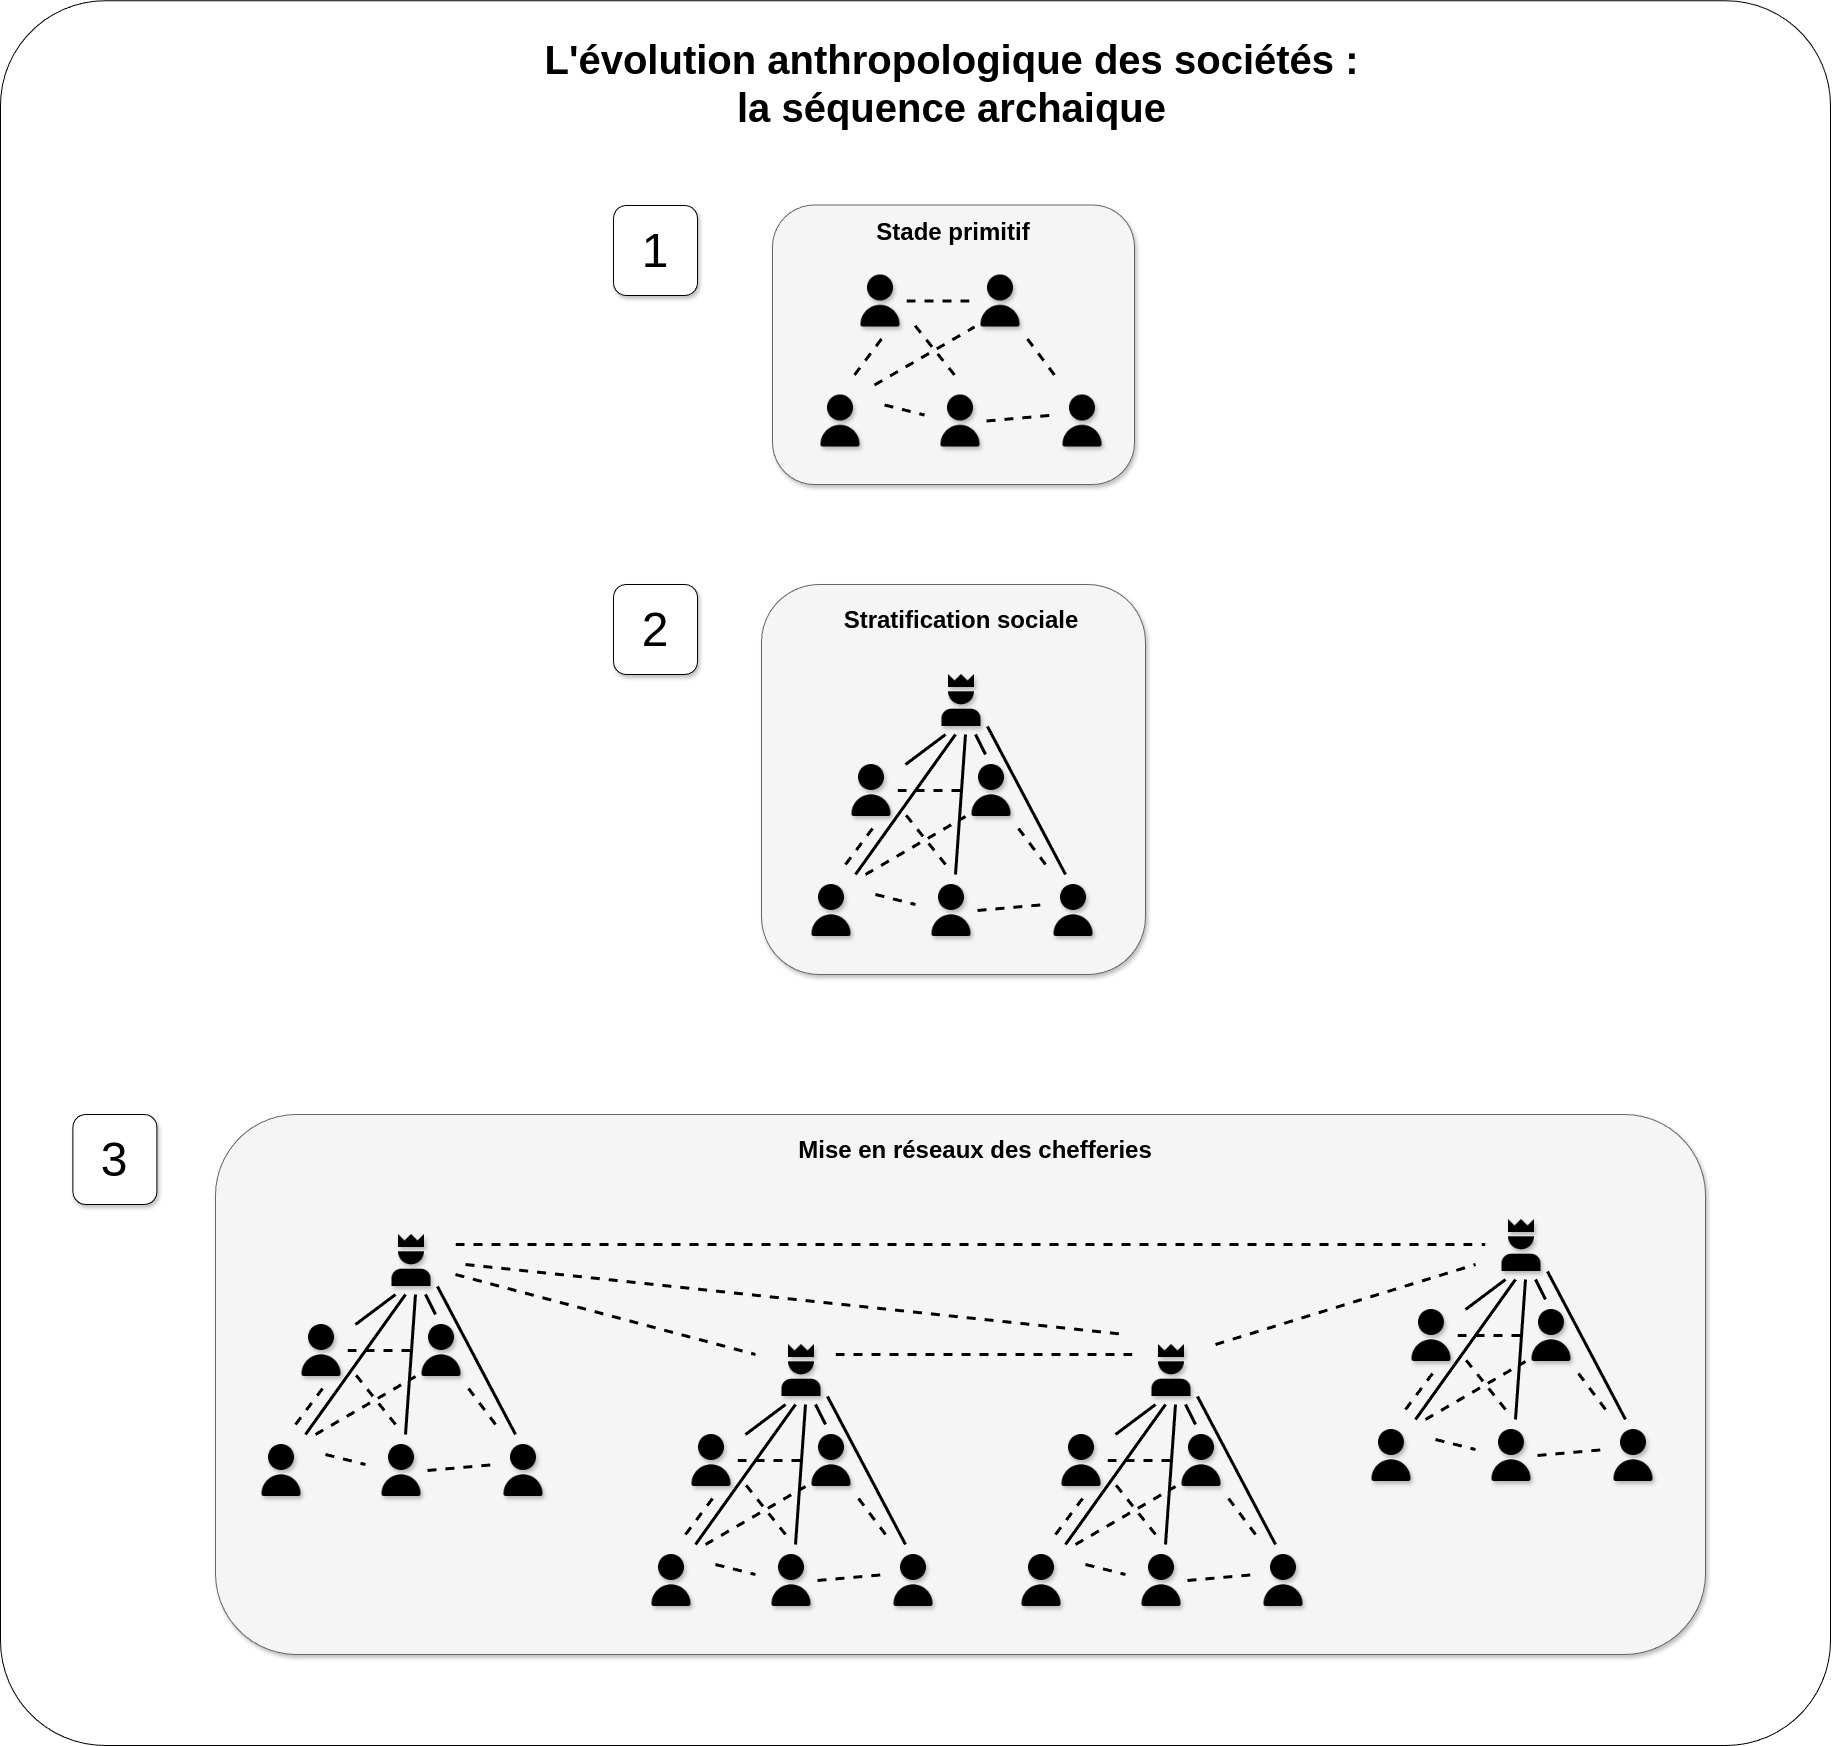 L'évolution anthropologique des sociétés :
la séquence archaique
1
Stade primitif
2
Stratification sociale
3
Mise en réseaux des chefferies